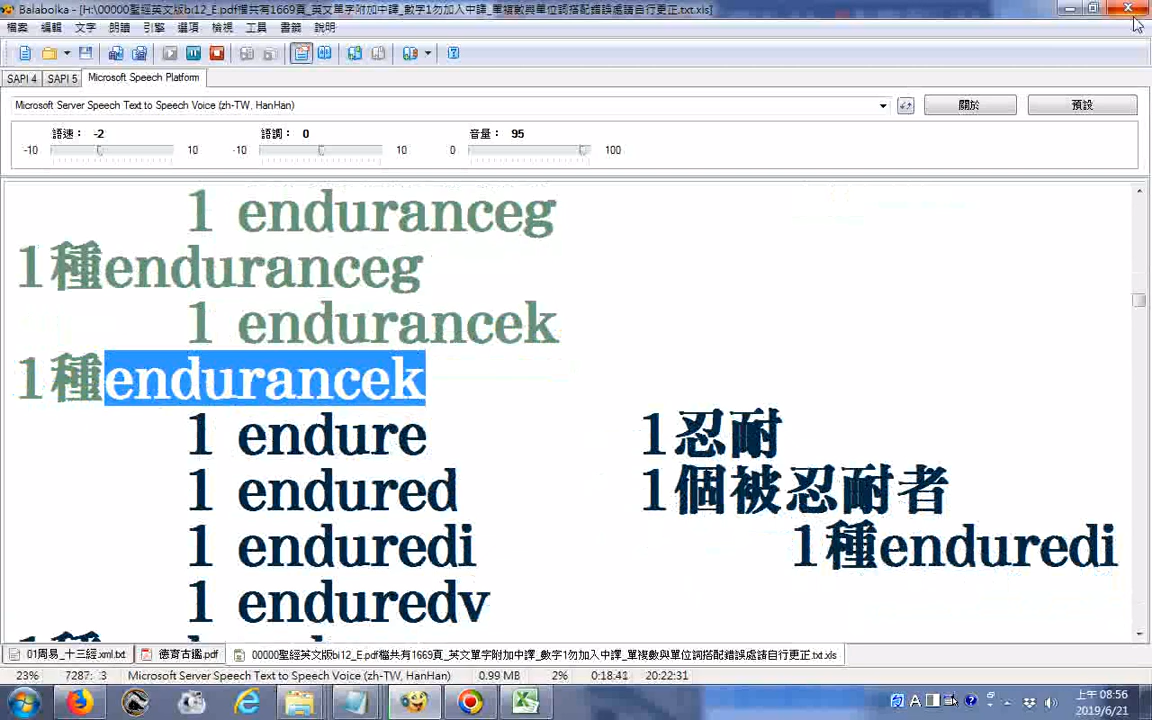 Balabolka - [H:\00000聖經英文版bi12_E.pdf檔共有1669頁_英文單字附加中譯_數字1勿加入中譯_單複數與單位詞搭配錯誤處請自行更正.txt.xls]
檔案 編輯 文字 朗讀 引擎 選項 檢視 工具 書籤 說明
SAPI 4 SAPI 5 Microsoft Speech Platform
Microsoft Server Speech Text to Speech Voice (zh-TW, HanHan) 關於 預設
語速： -2 語調： 0 音量： 95
-10 10 -10 10 0 100
1 enduranceg
1種enduranceg
1 endurancek
1種endurancek
1 endure 1忍耐
1 endured 1個被忍耐者
1 enduredi 1種enduredi
1 enduredv
01周易_十三經.xml.txt 德育古鑑.pdf 00000聖經英文版bi12_E.pdf檔共有1669頁_英文單字附加中譯_數字1勿加入中譯_單複數與單位詞搭配錯誤處請自行更正.txt.xls
23% 7287: 3 Microsoft Server Speech Text to Speech Voice (zh-TW, HanHan) 0.99 MB 2% 0:18:41 20:22:31
上午 08:56
2019/6/21